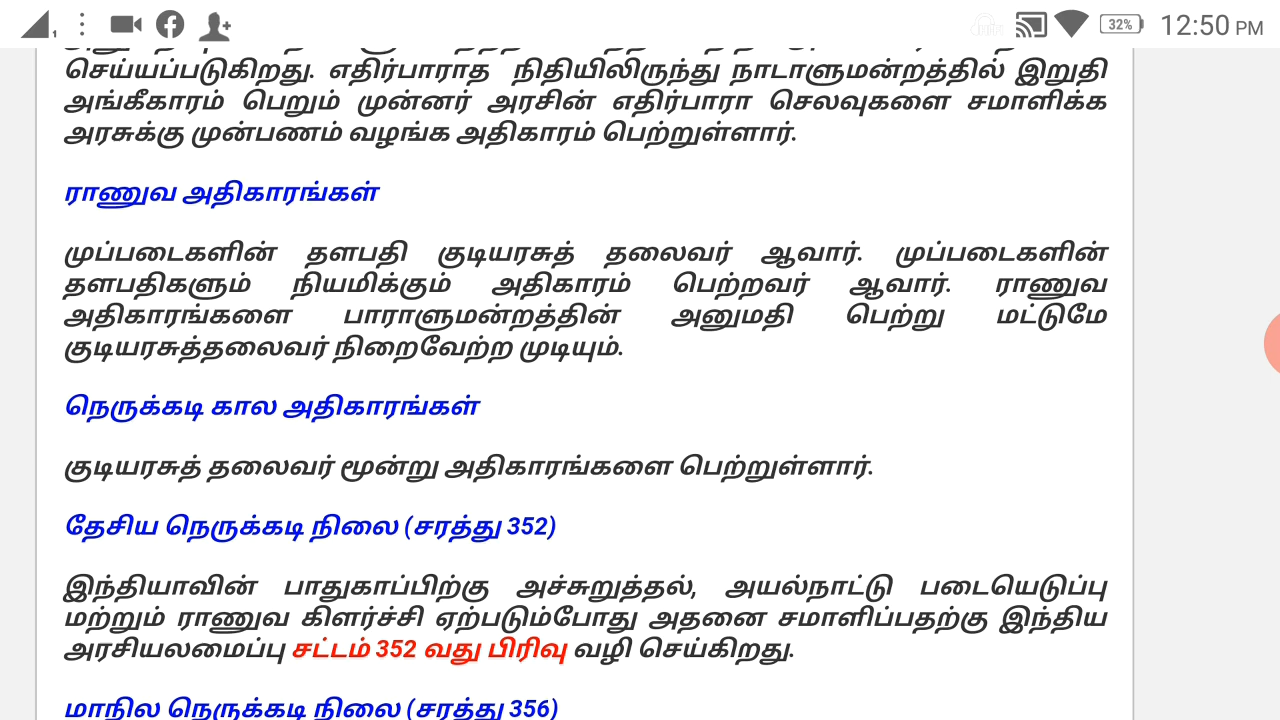 32%
12:50 PM
செய்யப்படுகிறது. எதிர்பாராத நிதியிலிருந்து நாடாளுமன்றத்தில் இறுதி
அங்கீகாரம் பெறும் முன்னர் அரசின் எதிர்பாரா செலவுகளை சமாளிக்க
அரசுக்கு முன்பணம் வழங்க அதிகாரம் பெற்றுள்ளார்.
ராணுவ அதிகாரங்கள்
முப்படைகளின் தளபதி குடியரசுத் தலைவர் ஆவார். முப்படைகளின்
தளபதிகளும் நியமிக்கும் அதிகாரம் பெற்றவர் ஆவார். ராணுவ
அதிகாரங்களை பாராளுமன்றத்தின் அனுமதி பெற்று மட்டுமே
குடியரசுத்தலைவர் நிறைவேற்ற முடியும்.
நெருக்கடி கால அதிகாரங்கள்
குடியரசுத் தலைவர் மூன்று அதிகாரங்களை பெற்றுள்ளார்.
தேசிய நெருக்கடி நிலை (சரத்து 352)
இந்தியாவின் பாதுகாப்பிற்கு அச்சுறுத்தல், அயல்நாட்டு படையெடுப்பு
மற்றும் ராணுவ கிளர்ச்சி ஏற்படும்போது அதனை சமாளிப்பதற்கு இந்திய
அரசியலமைப்பு சட்டம் 352 வது பிரிவு வழி செய்கிறது.
மாநில நெருக்கடி நிலை (சரத்து 356)